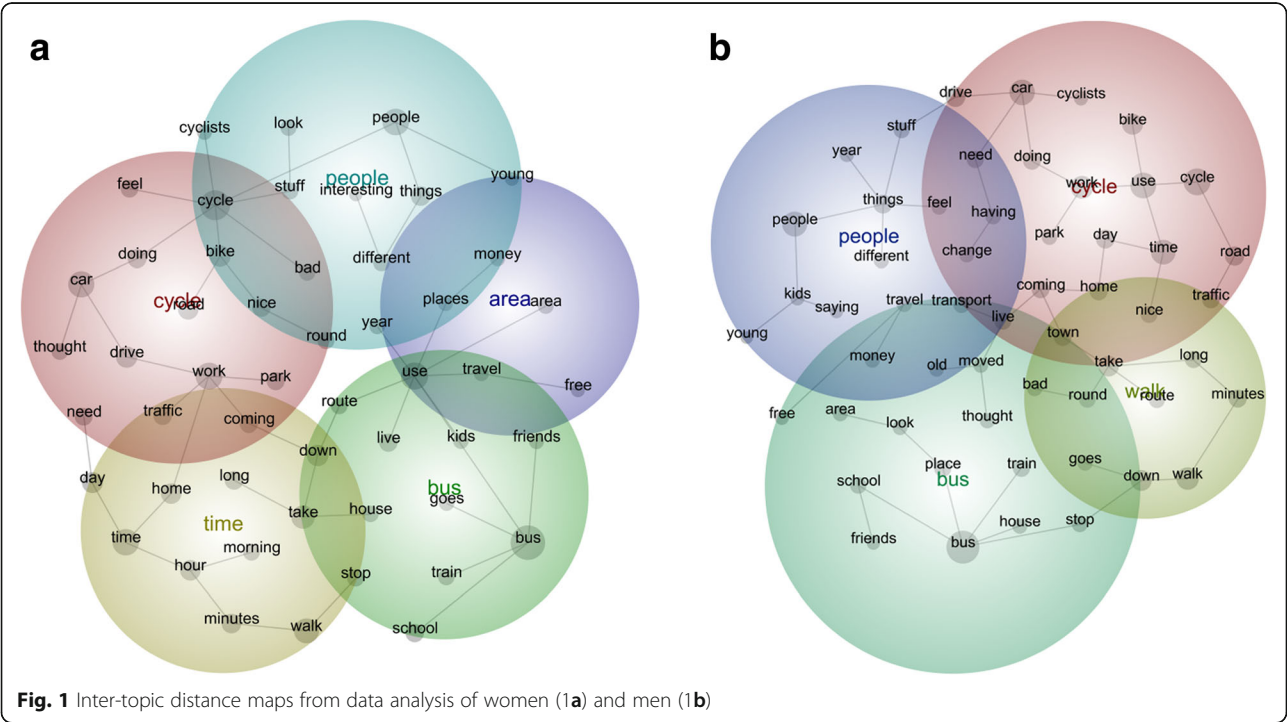 a
cyclists
look
people
feel
cycle
stuff
people
interesting
things
young
doing
bike
bad
different
money
car
cycle
road
nice
places
area
area
year
round
thought
drive
work
park
use
travel
free
need
traffic
coming
route
live
kids
friends
down
day
home
long
take
house
bus
goes
time
time
morning
hour
bus
stop
train
minutes
walk
school
b
drive
car
cyclists
stuff
bike
year
need
doing
things
feel
work
cycle
use
cycle
people
having
people
different
change
park
day
time
road
kids
saying
travel
transport
coming
home
traffic
live
nice
young
town
money
old
moved
take
long
bad
round
walk
route
minutes
free
area
look
thought
place
train
goes
school
bus
down
walk
friends
bus
house
stop
Fig. 1 Inter-topic distance maps from data analysis of women (1a) and men (1b)